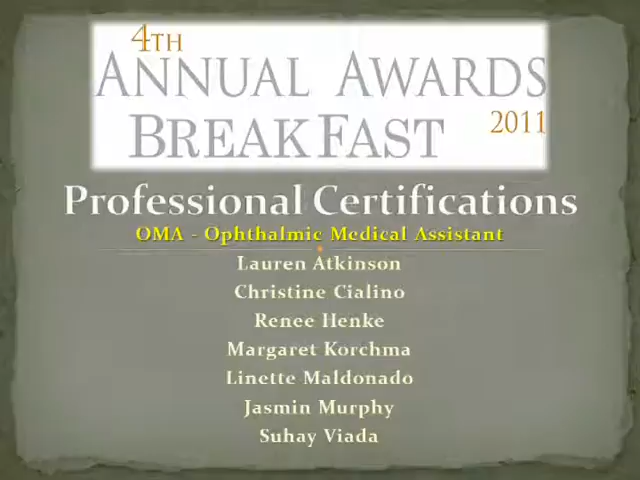 4TH
ANNUAL AWARDS
BREAKFAST 2011
Professional Certifications
OMA - Ophthalmic Medical Assistant
Lauren Atkinson
Christine Cialino
Renee Henke
Margaret Korchma
Linette Maldonado
Jasmin Murphy
Suhay Viada